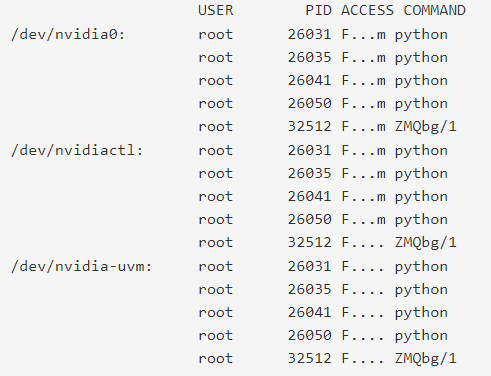 USER PID ACCESS COMMAND
/dev/nvidia0: root 26031 F...m python
root 26035 F...m python
root 26041 F...m python
root 26050 F...m python
root 32512 F...m ZMQbg/1
/dev/nvidiactl: root 26031 F...m python
root 26035 F...m python
root 26041 F...m python
root 26050 F...m python
root 32512 F.... ZMQbg/1
/dev/nvidia-uvm: root 26031 F.... python
root 26035 F.... python
root 26041 F.... python
root 26050 F.... python
root 32512 F.... ZMQbg/1